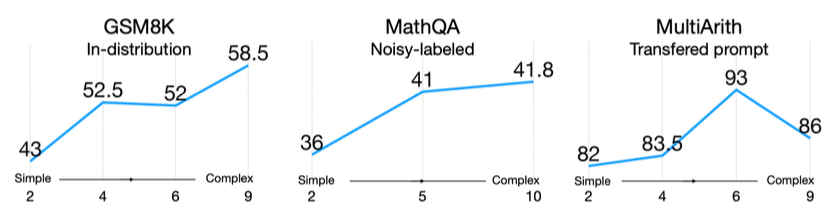 GSM8K
In-distribution
58.5
52.5
52
43
Simple Complex
2 4 6 9
MathQA
Noisy-labeled
41.8
41
36
Simple Complex
2 5 10
MultiArith
Transfered prompt
93
86
83.5
82
Simple Complex
2 4 6 9